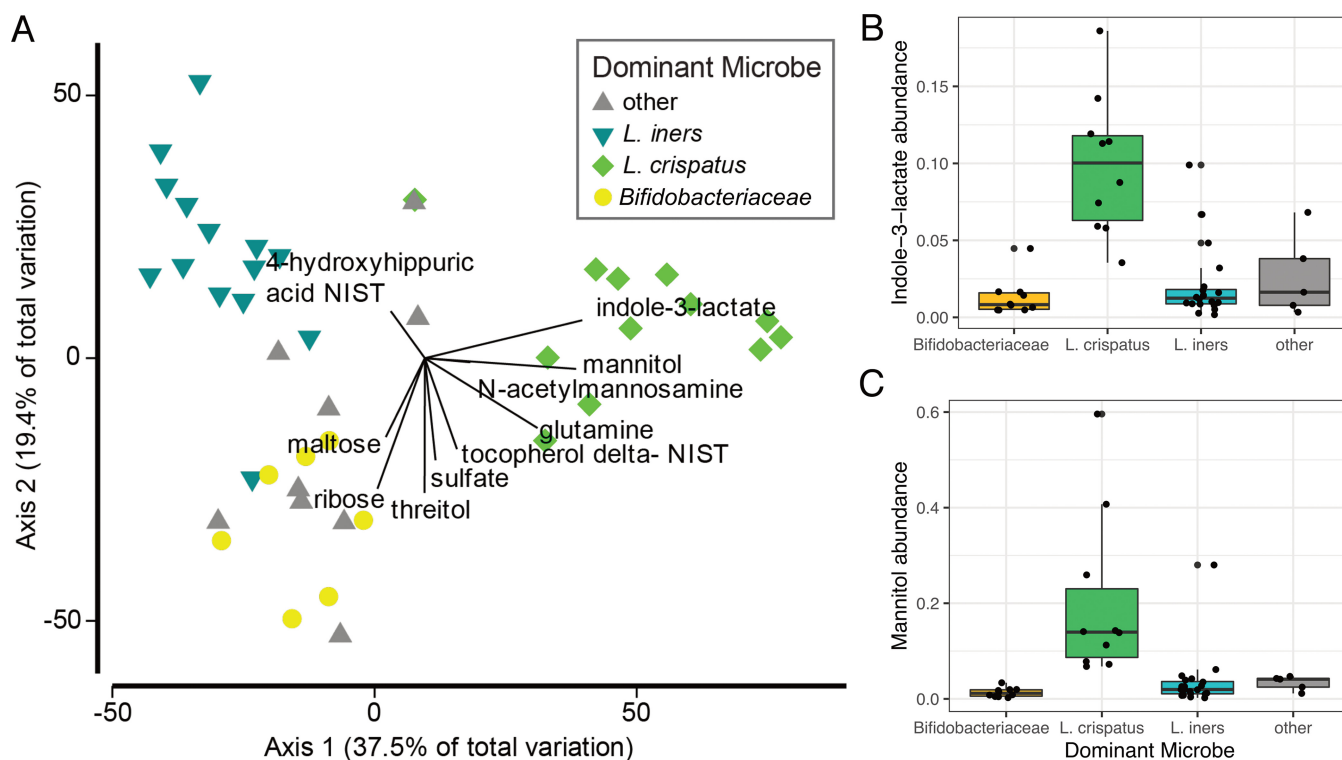 A
Axis 2 (19.4% of total variation)
50
0
-50
-50
0
50
Axis 1 (37.5% of total variation)
Dominant Microbe
other
L. iners
L. crispatus
Bifidobacteriaceae
4-hydroxyhippuric
acid NIST
indole-3-lactate
mannitol
N-acetylmannosamine
glutamine
tocopherol delta- NIST
sulfate
threitol
ribose
maltose
B
Indole−3−lactate abundance
0.15
0.10
0.05
0.00
Bifidobacteriaceae
L. crispatus
L. iners
other
C
Mannitol abundance
0.6
0.4
0.2
0.0
Bifidobacteriaceae
L. crispatus
L. iners
other
Dominant Microbe